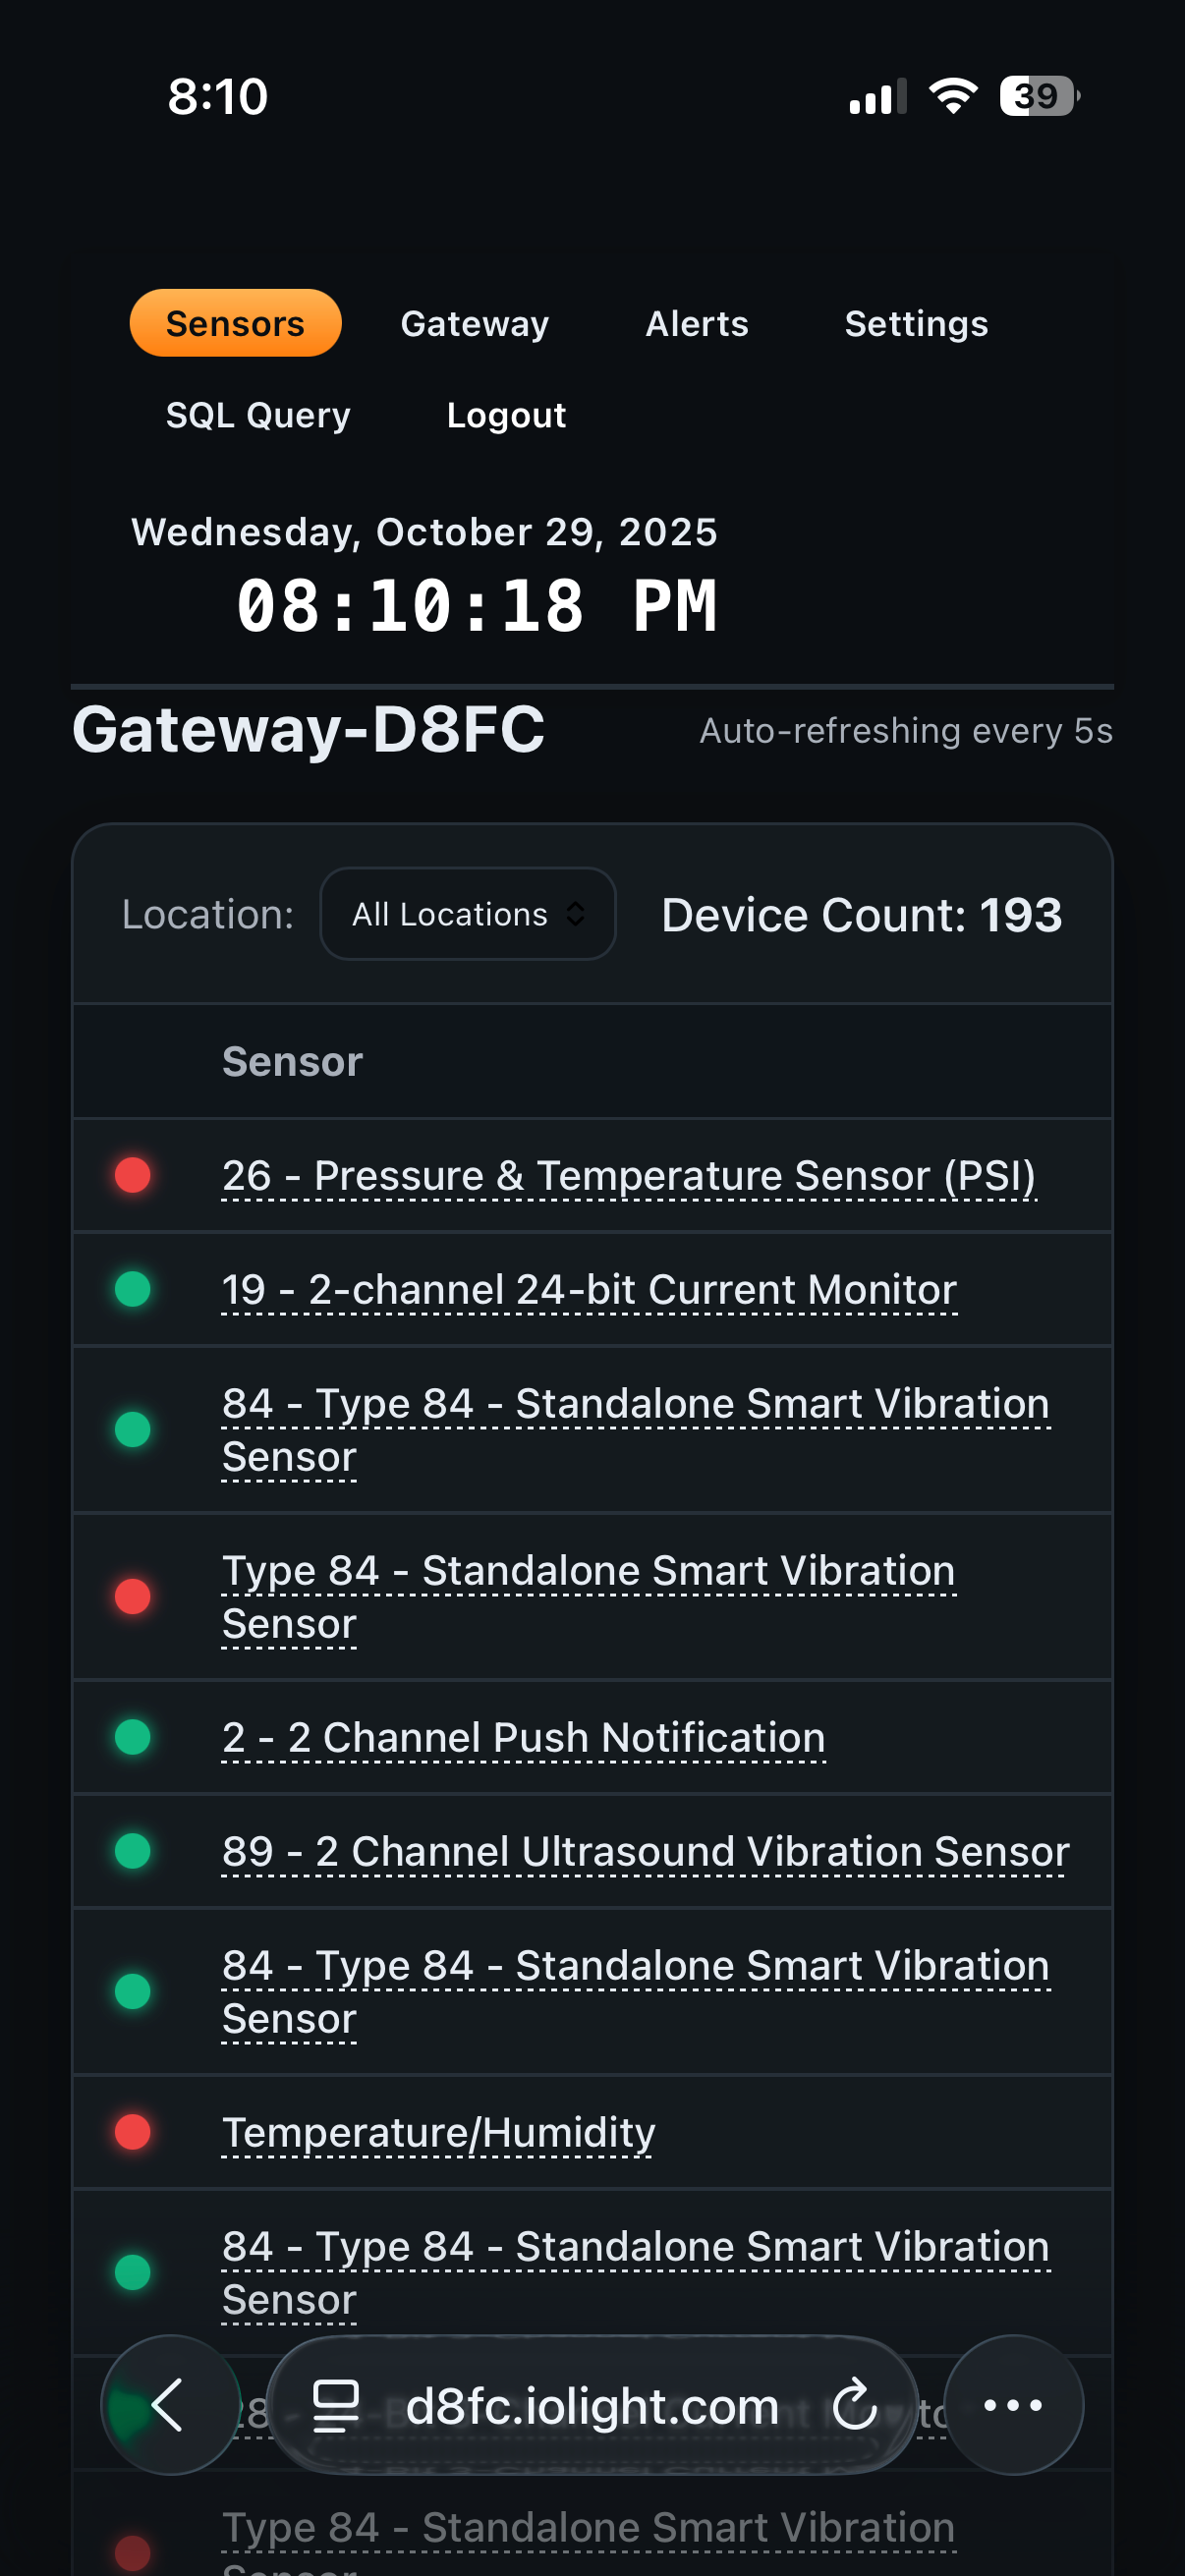 8:10
39
Sensors Gateway Alerts Settings
SQL Query Logout
Wednesday, October 29, 2025
08:10:18 PM
Gateway-D8FC Auto-refreshing every 5s
Location: All Locations Device Count: 193
Sensor
26 - Pressure & Temperature Sensor (PSI)
19 - 2-channel 24-bit Current Monitor
84 - Type 84 - Standalone Smart Vibration
Sensor
Type 84 - Standalone Smart Vibration
Sensor
2 - 2 Channel Push Notification
89 - 2 Channel Ultrasound Vibration Sensor
84 - Type 84 - Standalone Smart Vibration
Sensor
Temperature/Humidity
84 - Type 84 - Standalone Smart Vibration
Sensor
d8fc.iolight.com
Type 84 - Standalone Smart Vibration